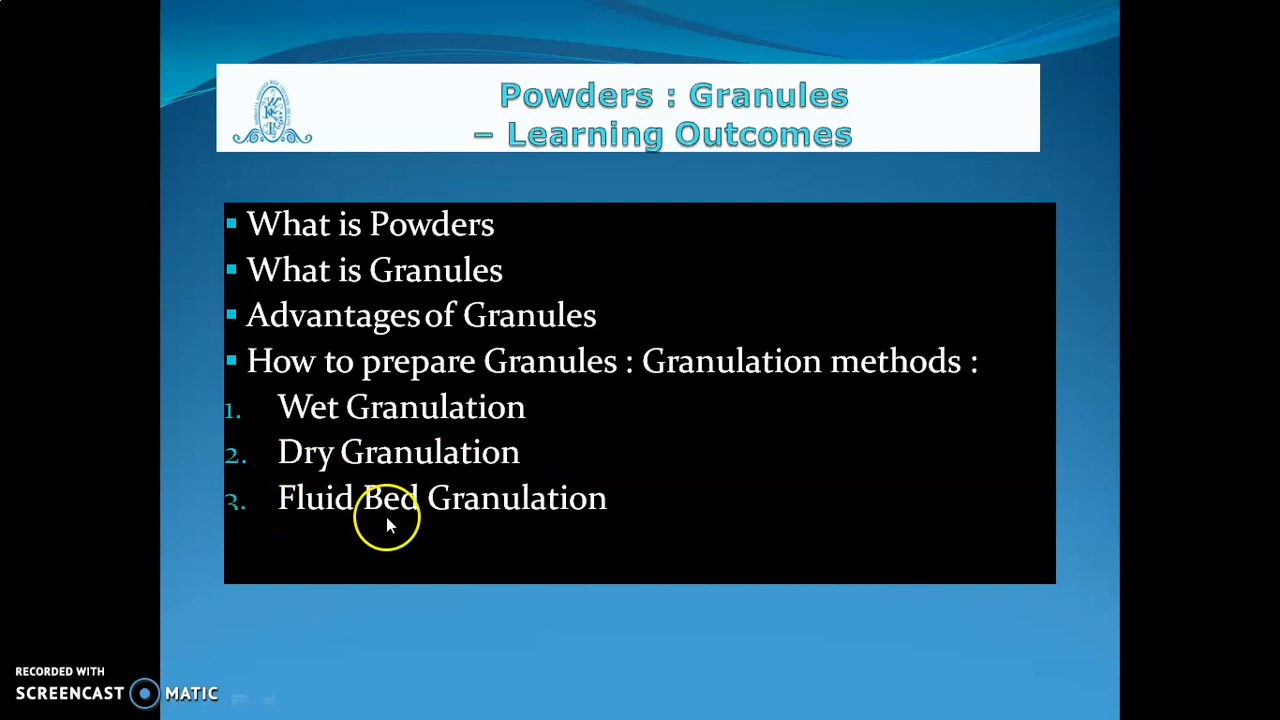 Powders : Granules
– Learning Outcomes
▪ What is Powders
▪ What is Granules
▪ Advantages of Granules
▪ How to prepare Granules : Granulation methods :
1. Wet Granulation
2. Dry Granulation
3. Fluid Bed Granulation
RECORDED WITH
SCREENCAST MATIC